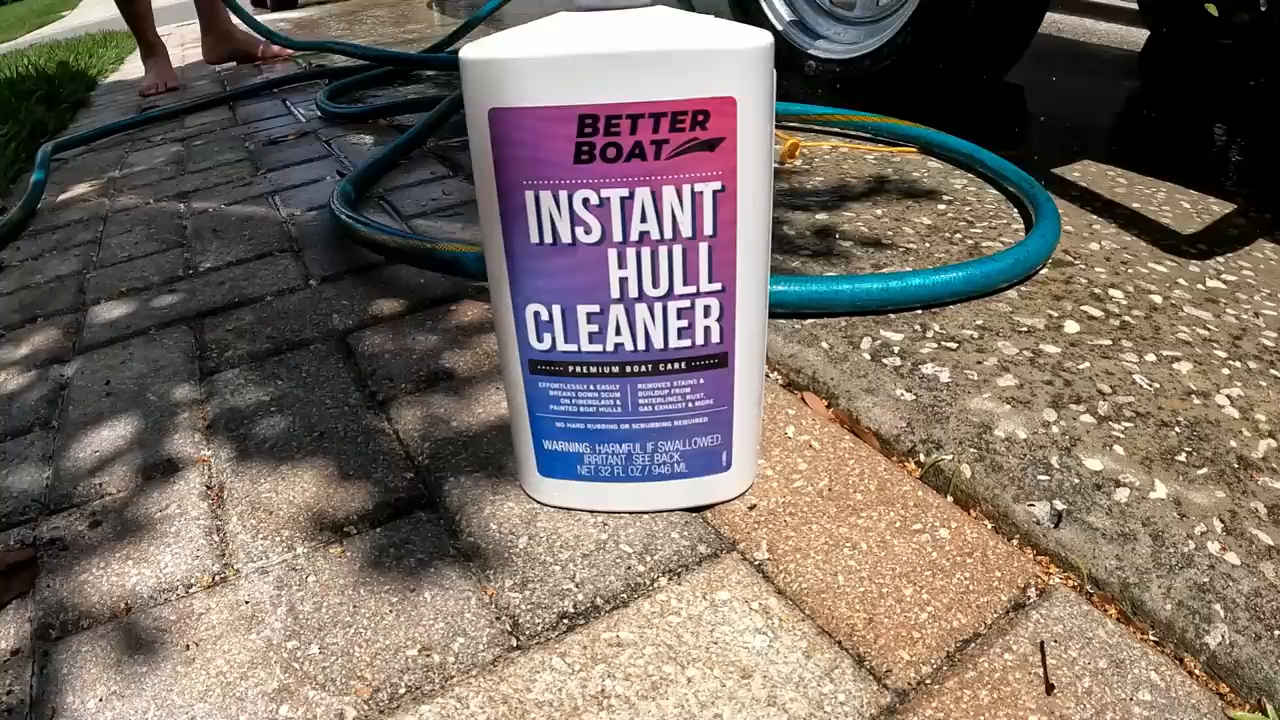 BETTER
BOAT
INSTANT
HULL
CLEANER
PREMIUM BOAT CARE
EFFORTLESSLY & EASILY
BREAKS DOWN SCUM
ON FIBERGLASS &
PAINTED BOAT HULLS
REMOVES STAINS &
BUILDUP FROM
WATERLINES, RUST,
GAS EXHAUST & MORE
NO HARD RUBBING OR SCRUBBING REQUIRED
WARNING: HARMFUL IF SWALLOWED.
IRRITANT. SEE BACK.
NET 32 FL OZ / 946 ML